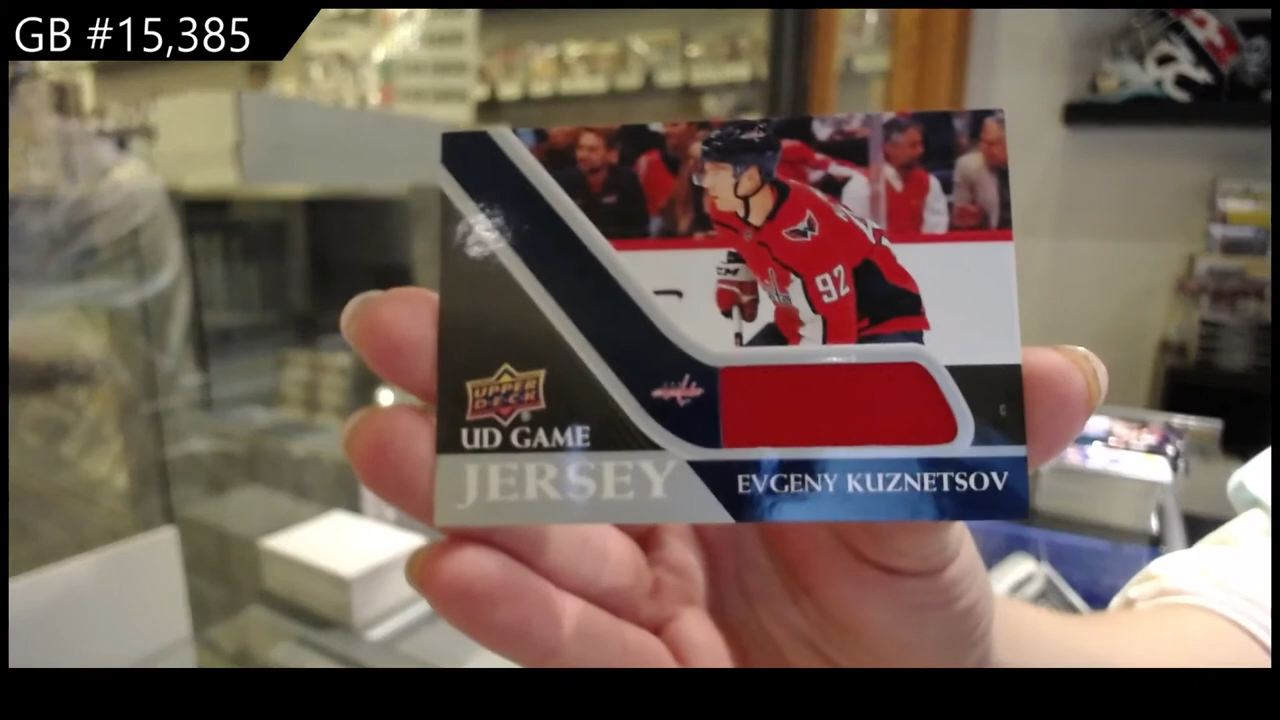 GB #15,385
92
UPPER
DECK
UD GAME
JERSEY
EVGENY KUZNETSOV
C